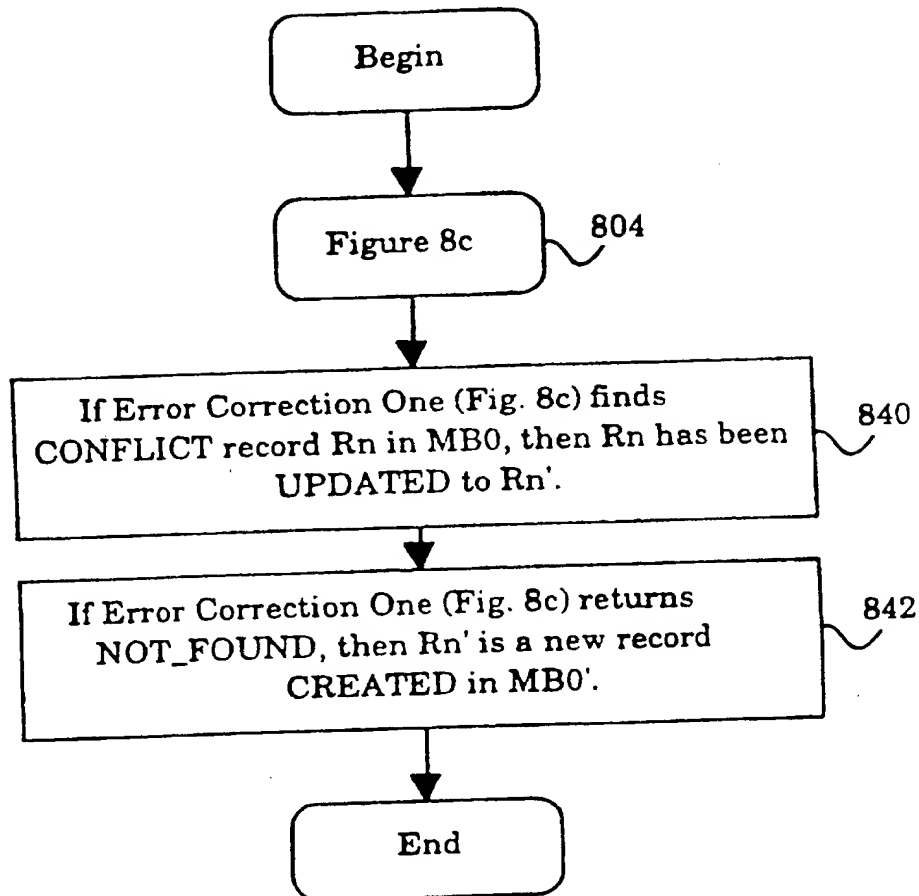 Begin
Figure 8c
804
If Error Correction One (Fig. 8c) finds
CONFLICT record Rn in MB0, then Rn has been
UPDATED to Rn'.
840
If Error Correction One (Fig. 8c) returns
NOT_FOUND, then Rn' is a new record
CREATED in MB0'.
842
End